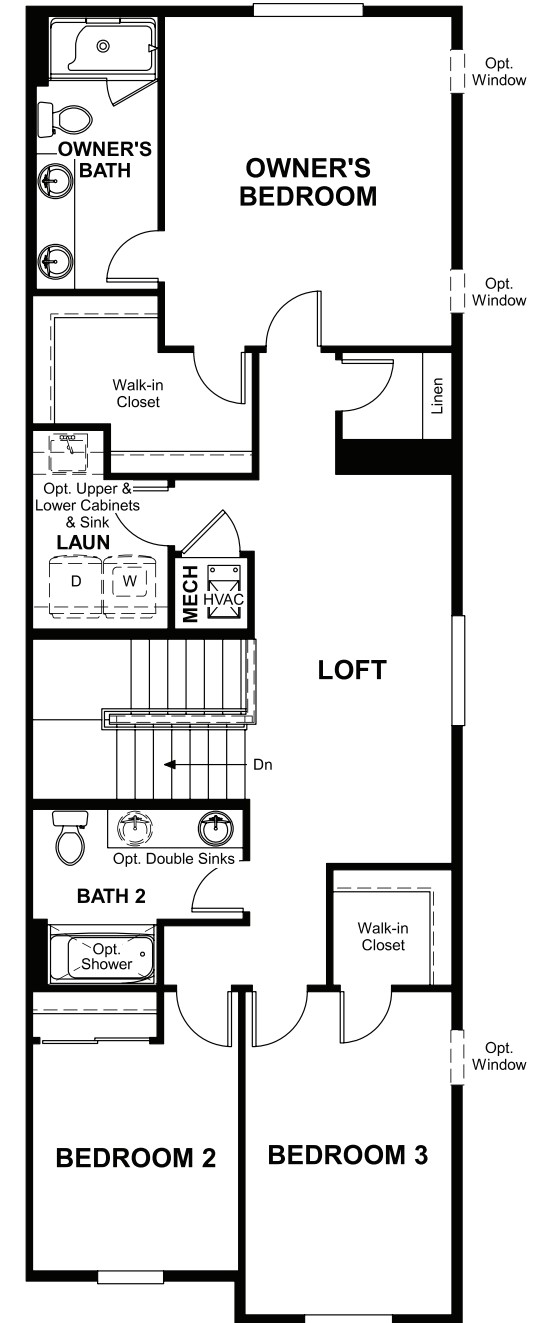 Opt.
Window
OWNER'S
BATH
OWNER'S
BEDROOM
Opt.
Window
Walk-in
Closet
Linen
Opt. Upper &
Lower Cabinets
& Sink
LAUN
D
W
MECH
HVAC
LOFT
Dn
Opt. Double Sinks
BATH 2
Walk-in
Closet
Opt.
Shower
Opt.
Window
BEDROOM 2
BEDROOM 3